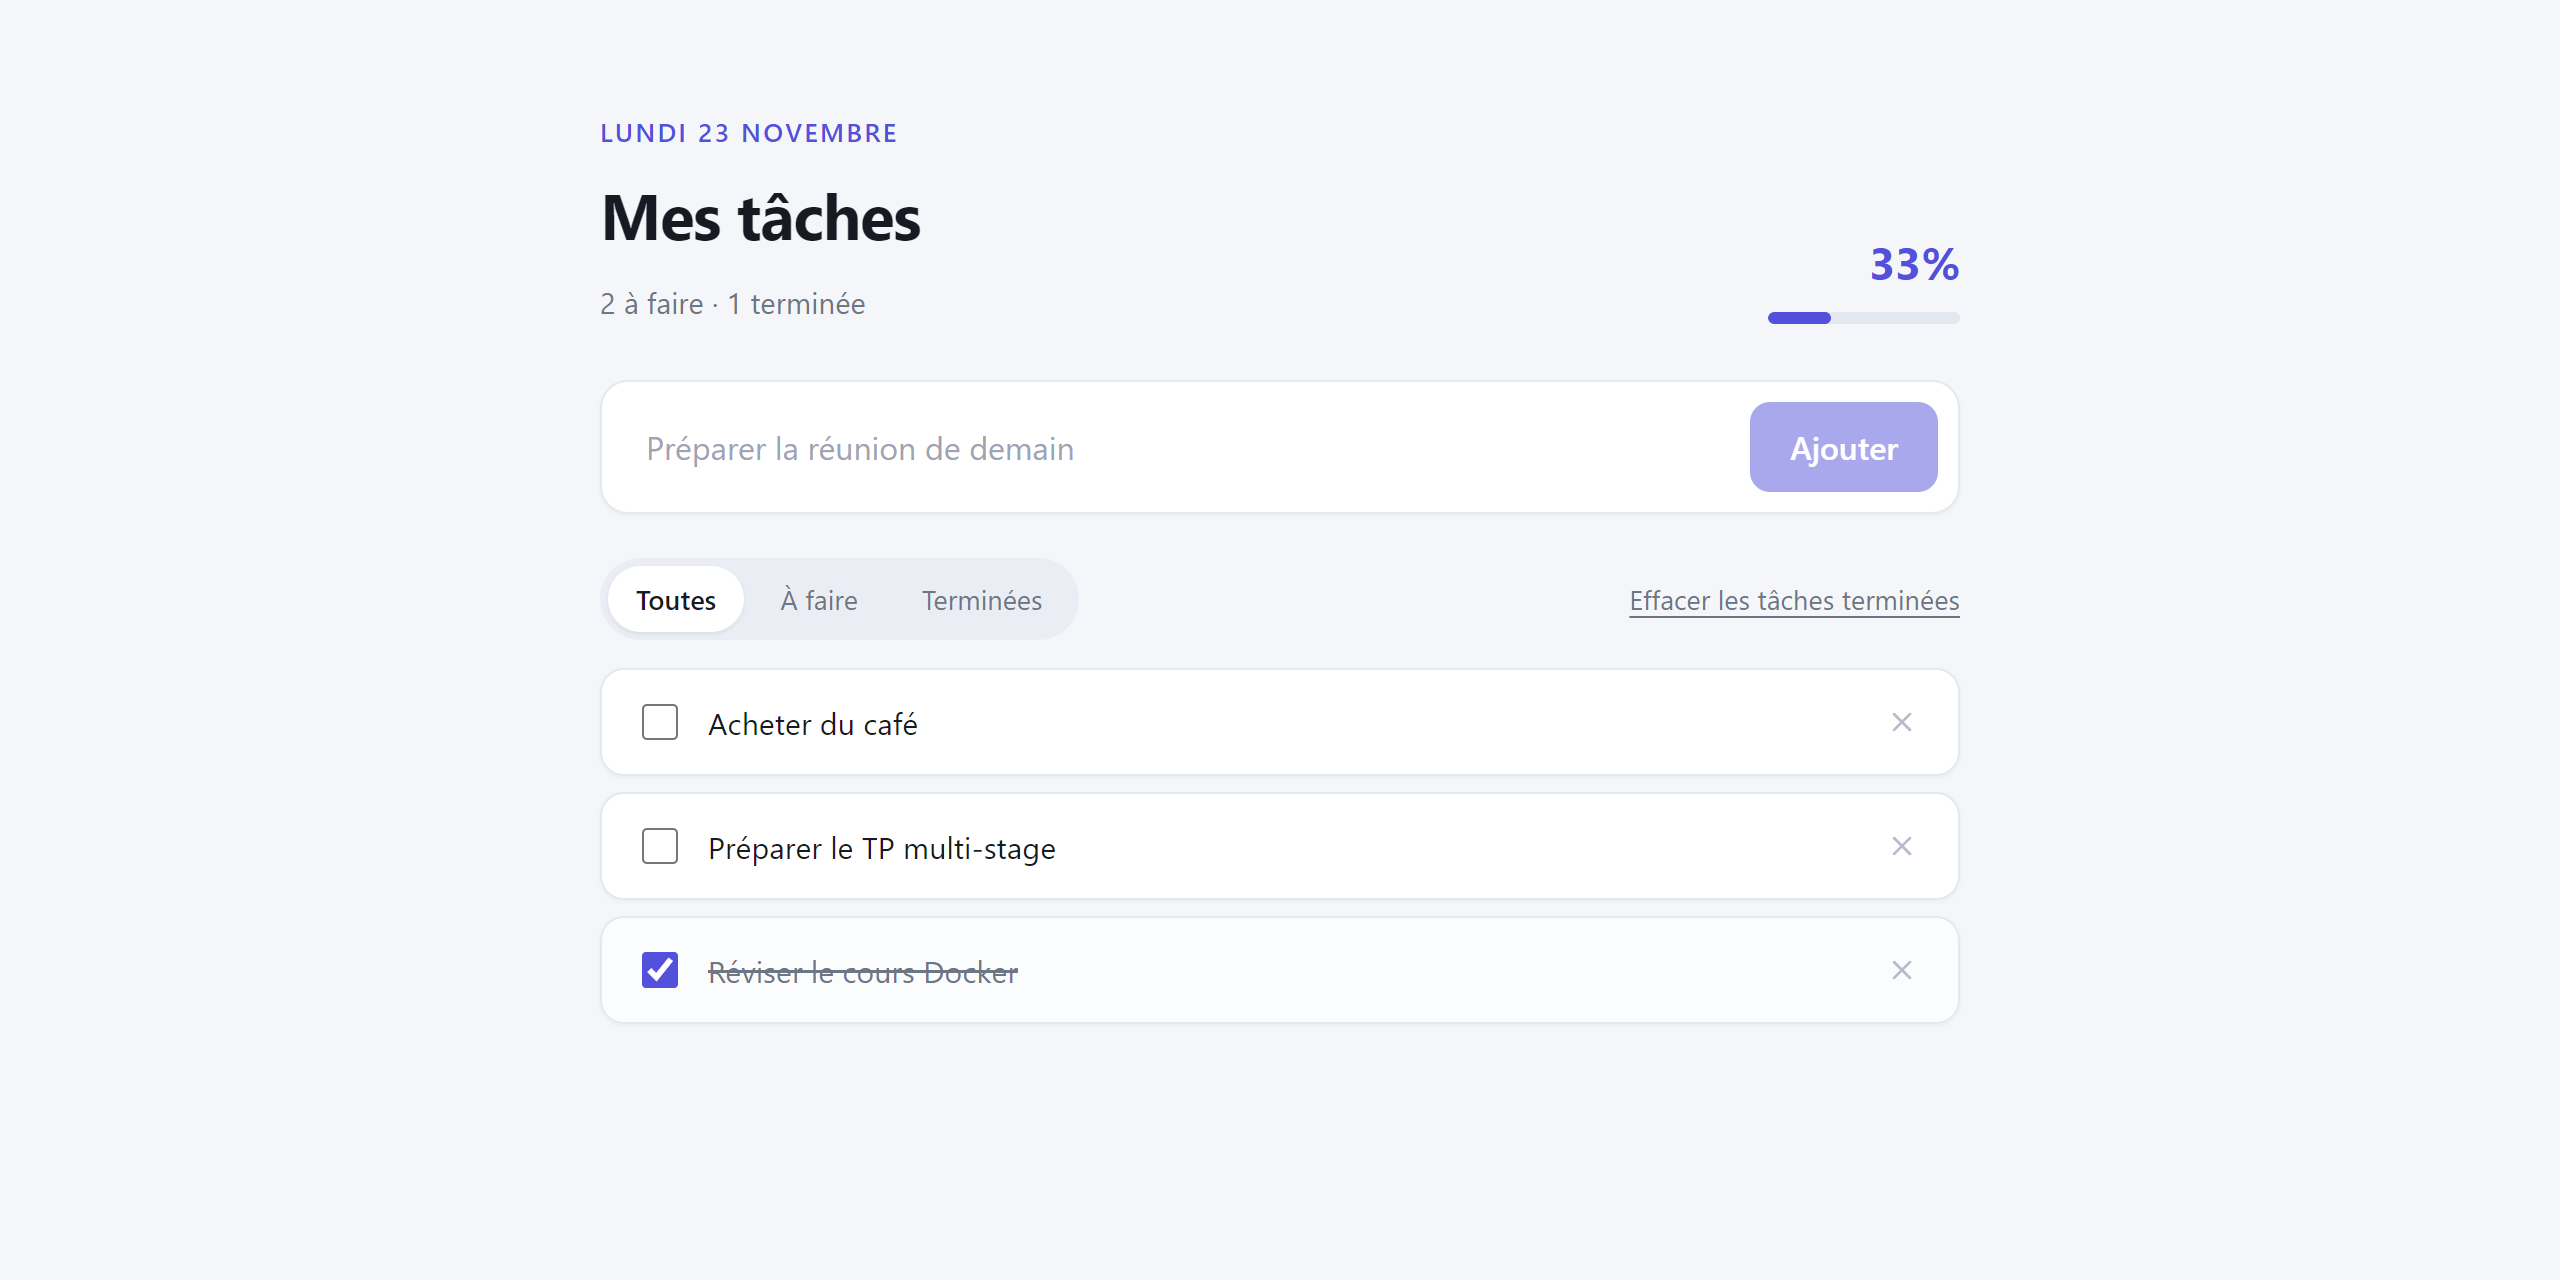 LUNDI 23 NOVEMBRE
Mes tâches
33%
2 à faire · 1 terminée
Préparer la réunion de demain
Ajouter
Toutes
À faire
Terminées
Effacer les tâches terminées
Acheter du café
Préparer le TP multi-stage
Réviser le cours Docker